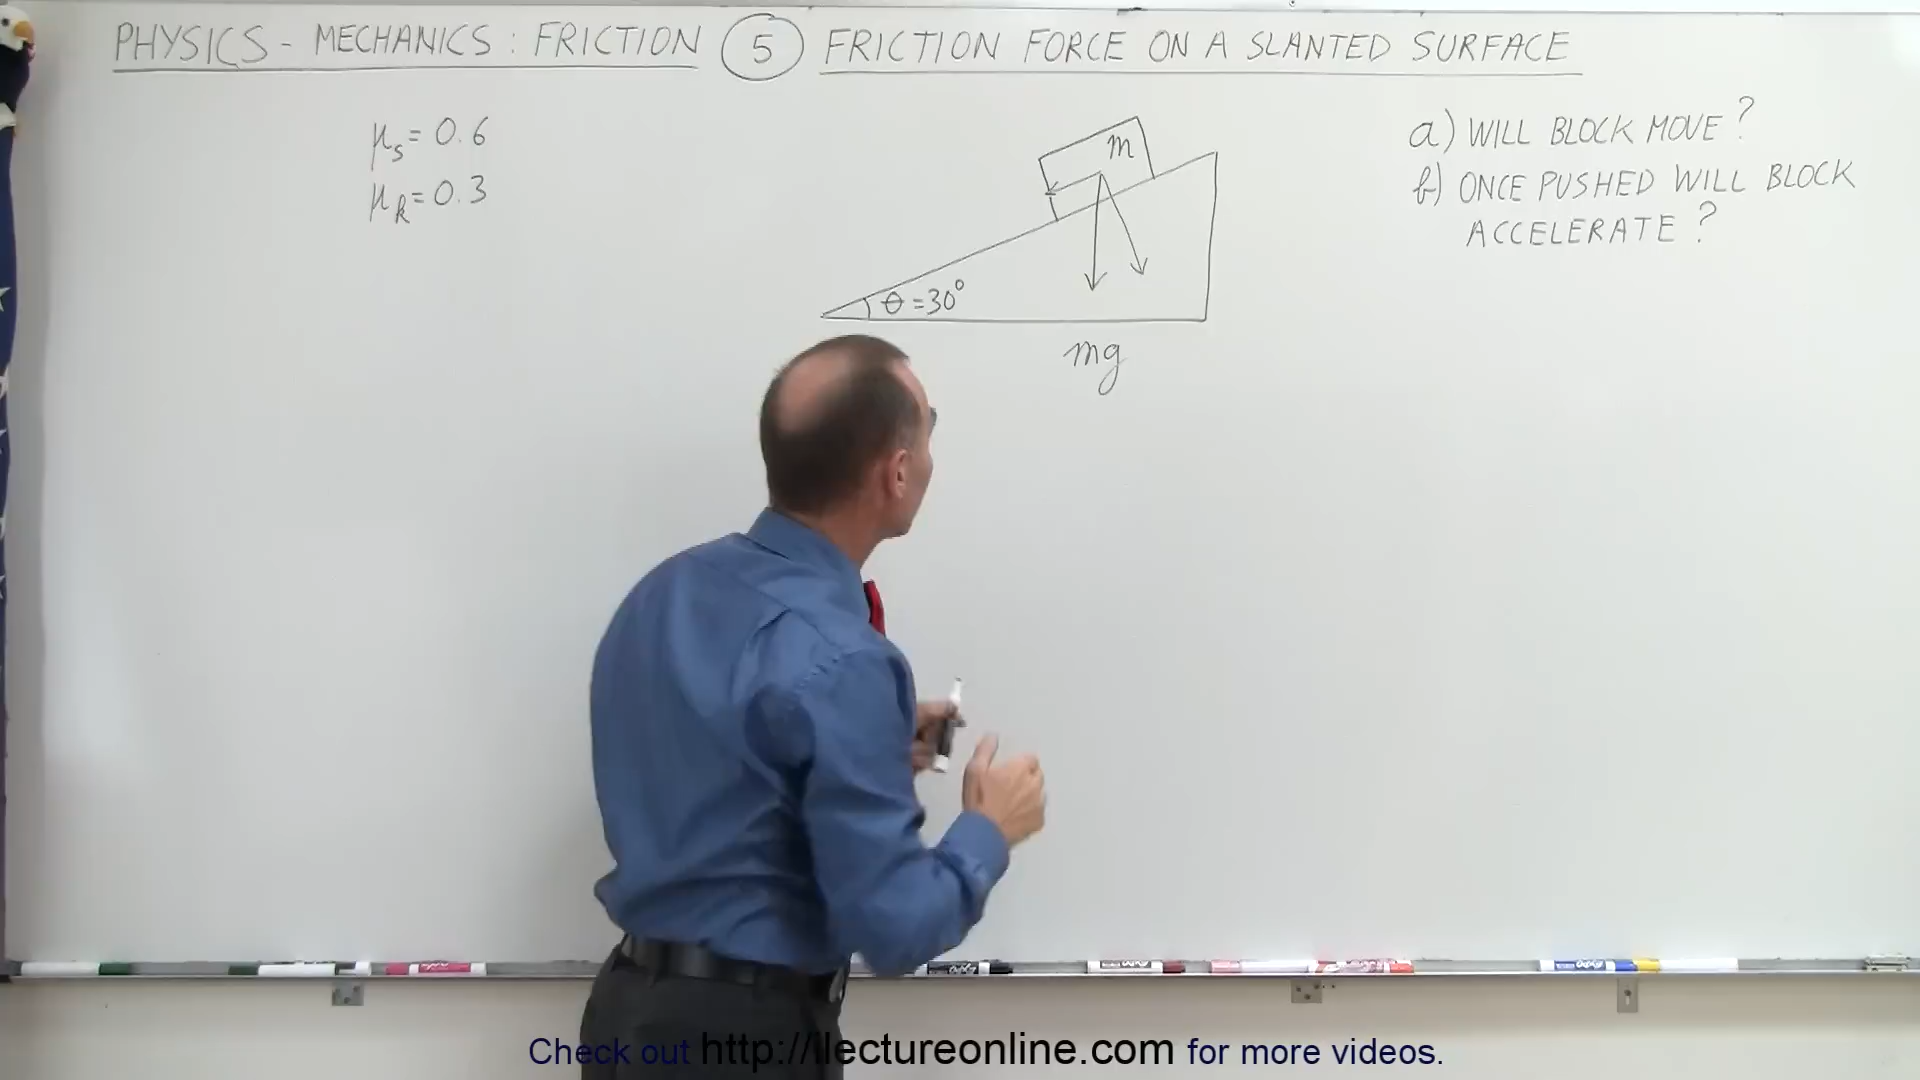 PHYSICS - MECHANICS: FRICTION 5 FRICTION FORCE ON A SLANTED SURFACE
μs = 0.6
μk = 0.3
m
θ = 30°
mg
a) WILL BLOCK MOVE?
b) ONCE PUSHED WILL BLOCK
ACCELERATE?
Check out http://ilectureonline.com for more videos.